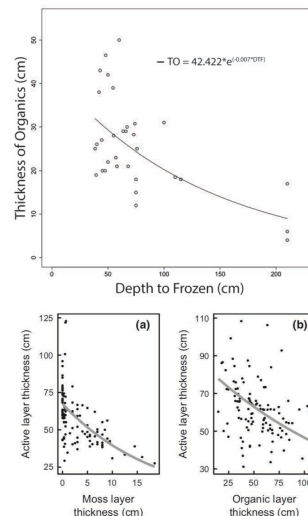 Thickness of Organics (cm)
0
10
20
30
40
50
TO = 42.422*e(-0.007*DTF)
0
50
100
150
200
Depth to Frozen (cm)
(a)
Active layer thickness (cm)
125
100
75
50
25
0
5
10
15
Moss layer
thickness (cm)
(b)
Active layer thickness (cm)
110
90
70
50
30
25
50
75
Organic layer
thickness (cm)